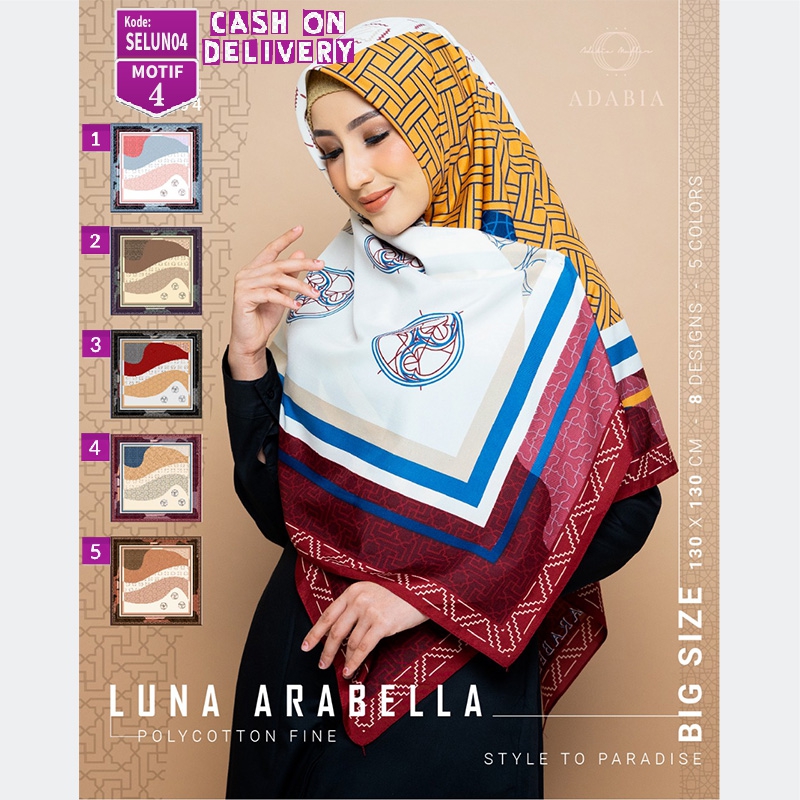 Kode:
SELUN04
MOTIF
4
CASH ON
DELIVERY
ADABIA
1
2
3
4
5
130 X 130 CM - 8 DESIGNS - 5 COLORS
BIG SIZE
LUNA ARABELLA
POLYCOTTON FINE
STYLE TO PARADISE